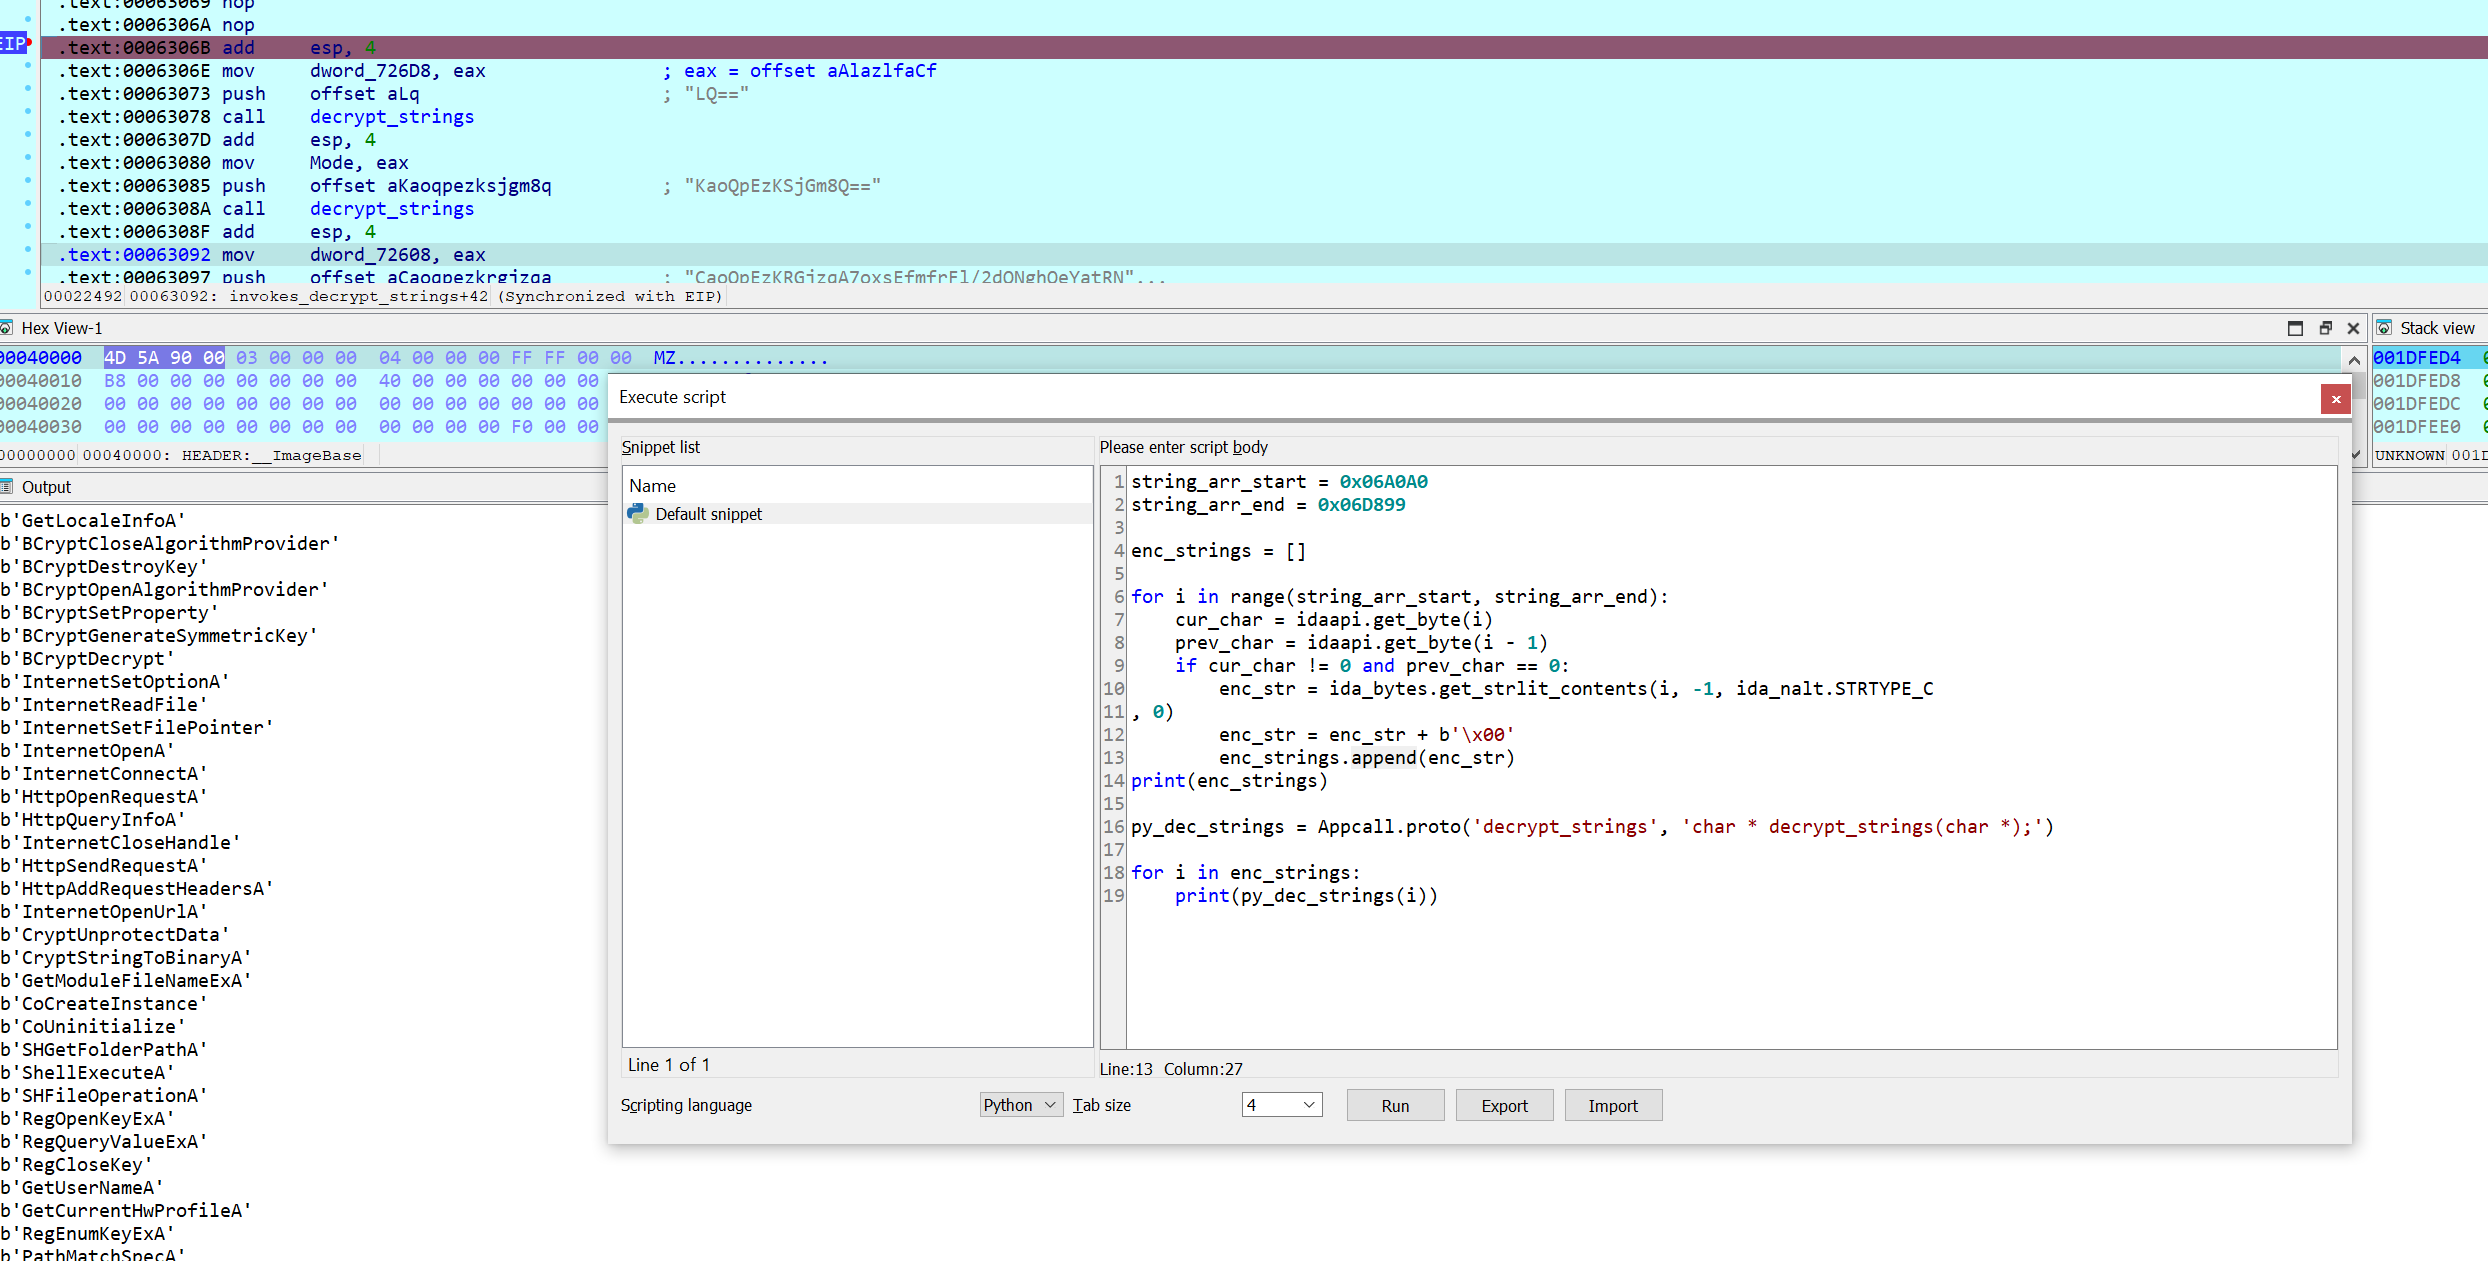 .text:00063069 nop
.text:0006306A nop
EIP
.text:0006306B add     esp, 4
.text:0006306E mov     dword_726D8, eax                ; eax = offset aAlazlfaCf
.text:00063073 push    offset aLq                      ; "LQ=="
.text:00063078 call    decrypt_strings
.text:0006307D add     esp, 4
.text:00063080 mov     Mode, eax
.text:00063085 push    offset aKaoqpezksjgm8q          ; "KaoQpEzKSjGm8Q=="
.text:0006308A call    decrypt_strings
.text:0006308F add     esp, 4
.text:00063092 mov     dword_72608, eax
.text:00063097 push    offset aCaoqpezkrgizqa          ; "CaoQpEzKRGizqA7oxsEfmfrFl/2dONghOeYatRN"...
00022492 00063092: invokes_decrypt_strings+42 (Synchronized with EIP)
Hex View-1
Stack view
00040000  4D 5A 90 00 03 00 00 00  04 00 00 00 FF FF 00 00  MZ..............
001DFED4
00040010  B8 00 00 00 00 00 00 00  40 00 00 00 00 00 00 00
001DFED8
00040020  00 00 00 00 00 00 00 00  00 00 00 00 00 00 00 00
001DFEDC
00040030  00 00 00 00 00 00 00 00  00 00 00 00 F0 00 00 00
001DFEE0
00000000 00040000: HEADER:__ImageBase
UNKNOWN
Output
b'GetLocaleInfoA'
b'BCryptCloseAlgorithmProvider'
b'BCryptDestroyKey'
b'BCryptOpenAlgorithmProvider'
b'BCryptSetProperty'
b'BCryptGenerateSymmetricKey'
b'BCryptDecrypt'
b'InternetSetOptionA'
b'InternetReadFile'
b'InternetSetFilePointer'
b'InternetOpenA'
b'InternetConnectA'
b'HttpOpenRequestA'
b'HttpQueryInfoA'
b'InternetCloseHandle'
b'HttpSendRequestA'
b'HttpAddRequestHeadersA'
b'InternetOpenUrlA'
b'CryptUnprotectData'
b'CryptStringToBinaryA'
b'GetModuleFileNameExA'
b'CoCreateInstance'
b'CoUninitialize'
b'SHGetFolderPathA'
b'ShellExecuteA'
b'SHFileOperationA'
b'RegOpenKeyExA'
b'RegQueryValueExA'
b'RegCloseKey'
b'GetUserNameA'
b'GetCurrentHwProfileA'
b'RegEnumKeyExA'
b'PathMatchSpecA'
Execute script
Snippet list
Name
Default snippet
Line 1 of 1
Please enter script body
1 string_arr_start = 0x06A0A0
2 string_arr_end = 0x06D899
3
4 enc_strings = []
5
6 for i in range(string_arr_start, string_arr_end):
7     cur_char = idaapi.get_byte(i)
8     prev_char = idaapi.get_byte(i - 1)
9     if cur_char != 0 and prev_char == 0:
10         enc_str = ida_bytes.get_strlit_contents(i, -1, ida_nalt.STRTYPE_C
11 , 0)
12         enc_str = enc_str + b'\x00'
13         enc_strings.append(enc_str)
14 print(enc_strings)
15
16 py_dec_strings = Appcall.proto('decrypt_strings', 'char * decrypt_strings(char *);')
17
18 for i in enc_strings:
19     print(py_dec_strings(i))
Line:13  Column:27
Scripting language
Python
Tab size
4
Run
Export
Import